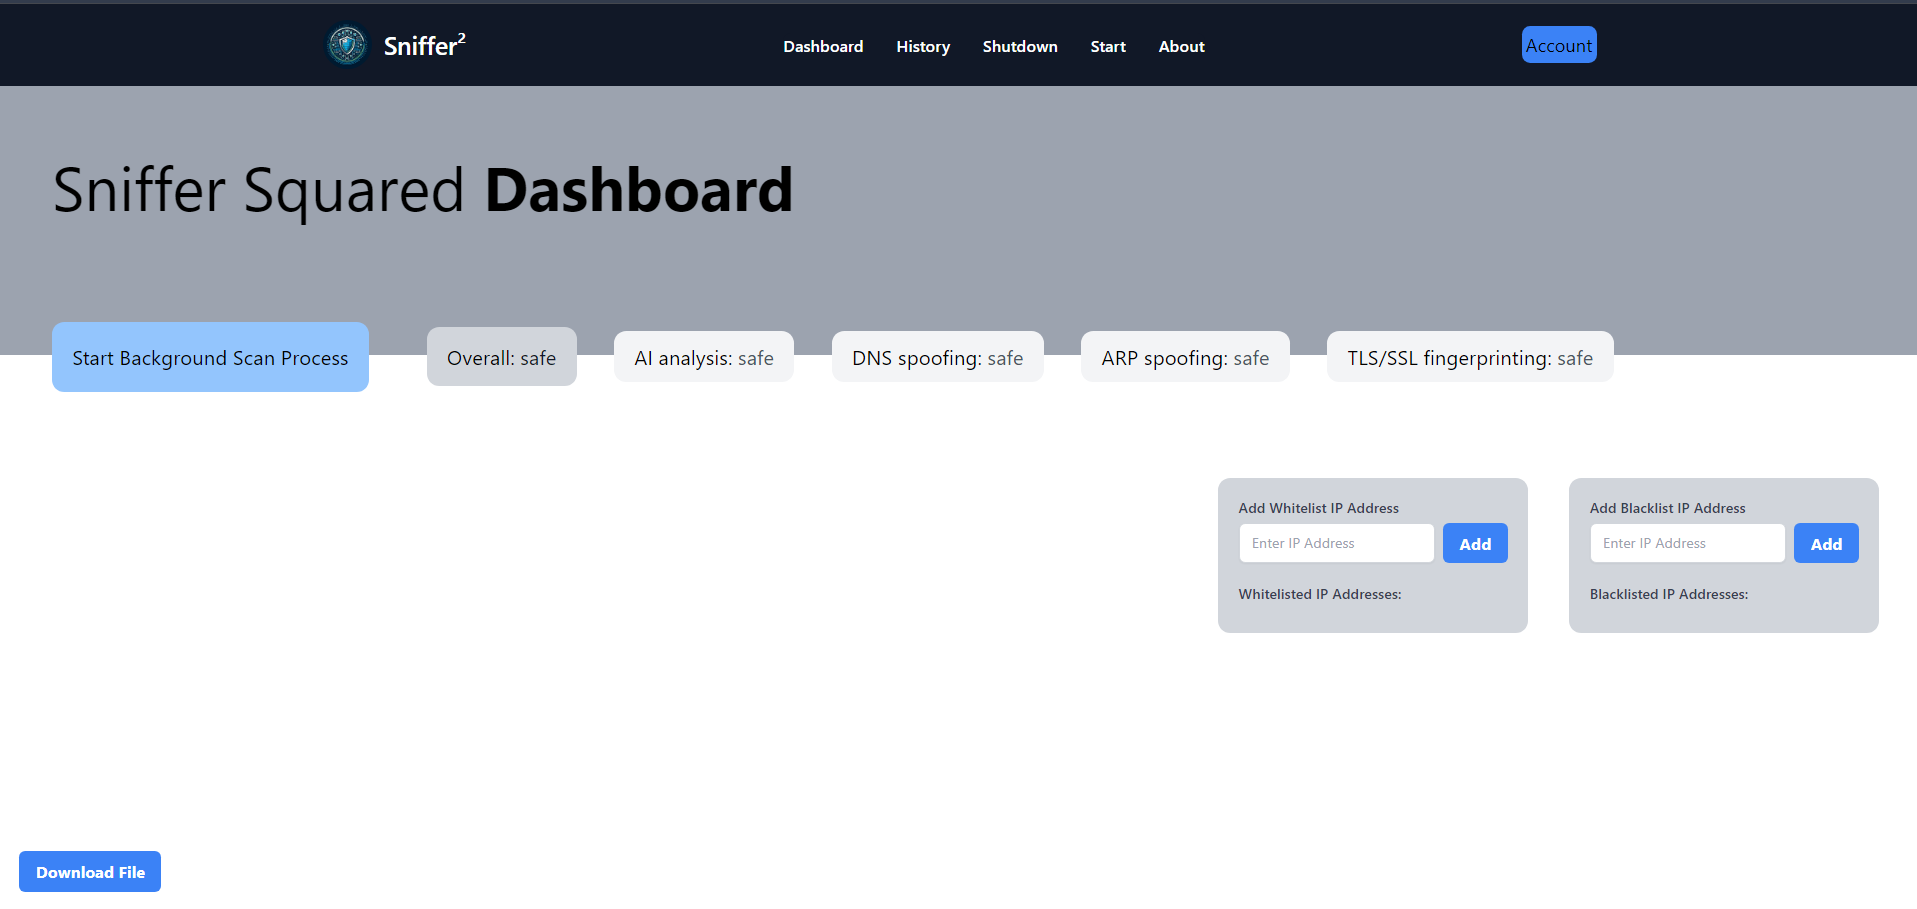 Sniffer²
Dashboard
History
Shutdown
Start
About
Account
Sniffer Squared Dashboard
Start Background Scan Process
Overall: safe
AI analysis: safe
DNS spoofing: safe
ARP spoofing: safe
TLS/SSL fingerprinting: safe
Add Whitelist IP Address
Enter IP Address
Add
Whitelisted IP Addresses:
Add Blacklist IP Address
Enter IP Address
Add
Blacklisted IP Addresses:
Download File